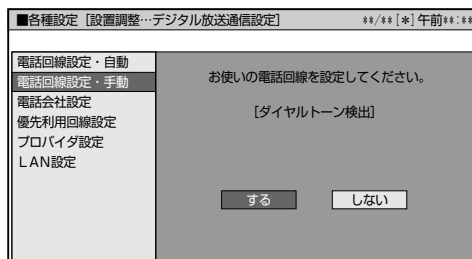 ■各種設定［設置調整…デジタル放送通信設定］ **/**[*]午前**:**
電話回線設定・自動
電話回線設定・手動
電話会社設定
優先利用回線設定
プロバイダ設定
ＬＡＮ設定
お使いの電話回線を設定してください。
[ダイヤルトーン検出]
する しない